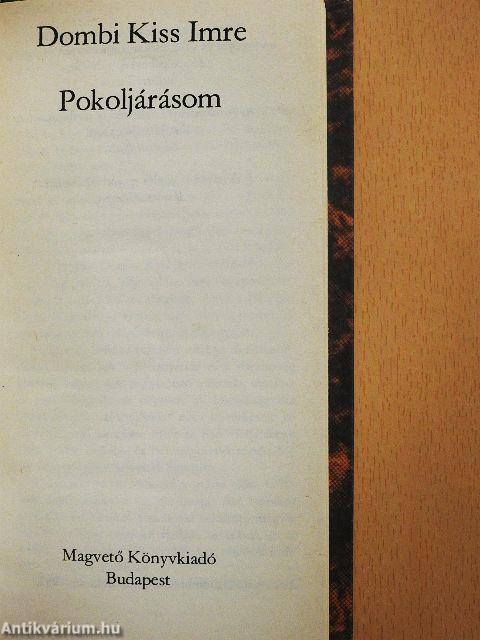 Dombi Kiss Imre
Pokoljárásom
Magvető Könyvkiadó
Budapest
Antikvárium.hu